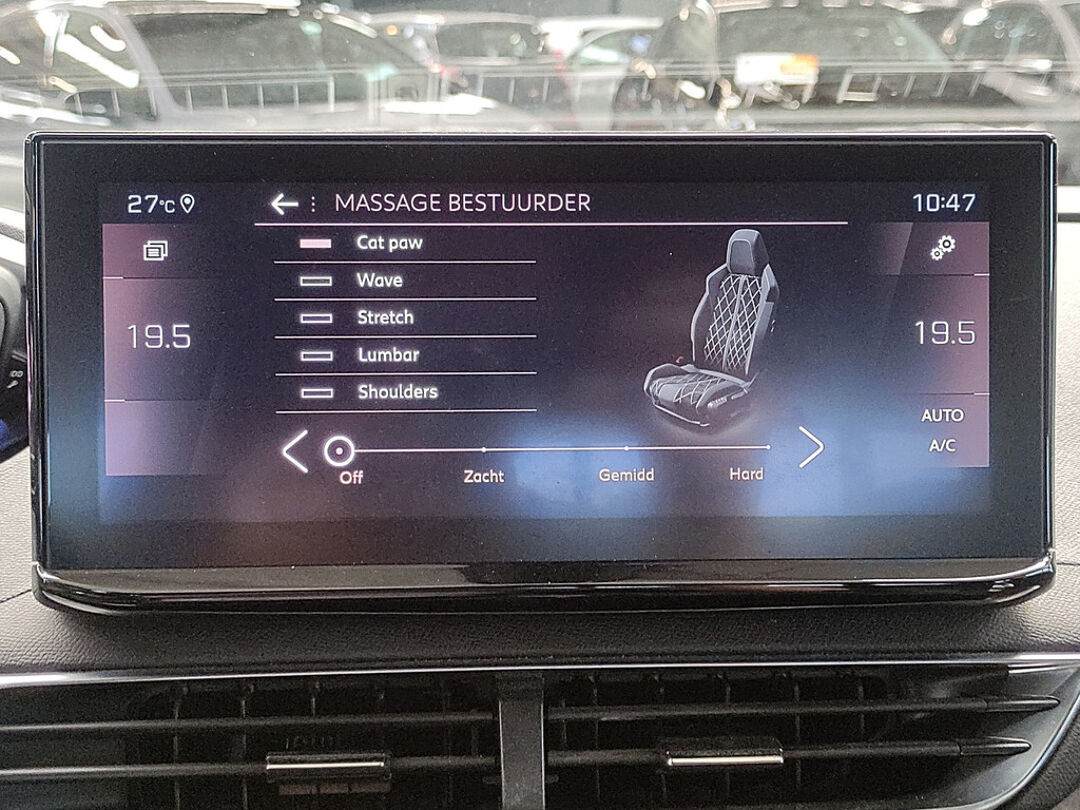 27°C
MASSAGE BESTUURDER
10:47
Cat paw
Wave
Stretch
Lumbar
Shoulders
19.5
19.5
AUTO
A/C
Off Zacht Gemidd Hard